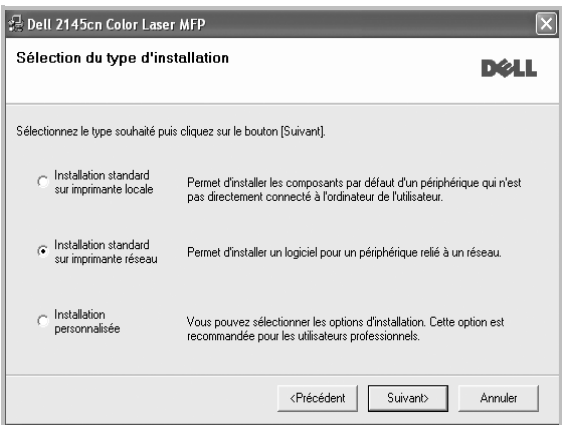 Dell 2145cn Color Laser MFP
Sélection du type d'installation
DELL
Sélectionnez le type souhaité puis cliquez sur le bouton [Suivant].
Installation standard
sur imprimante locale
Permet d'installer les composants par défaut d'un périphérique qui n'est
pas directement connecté à l'ordinateur de l'utilisateur.
Installation standard
sur imprimante réseau
Permet d'installer un logiciel pour un périphérique relié à un réseau.
Installation
personnalisée
Vous pouvez sélectionner les options d'installation. Cette option est
recommandée pour les utilisateurs professionnels.
<Précédent
Suivant>
Annuler